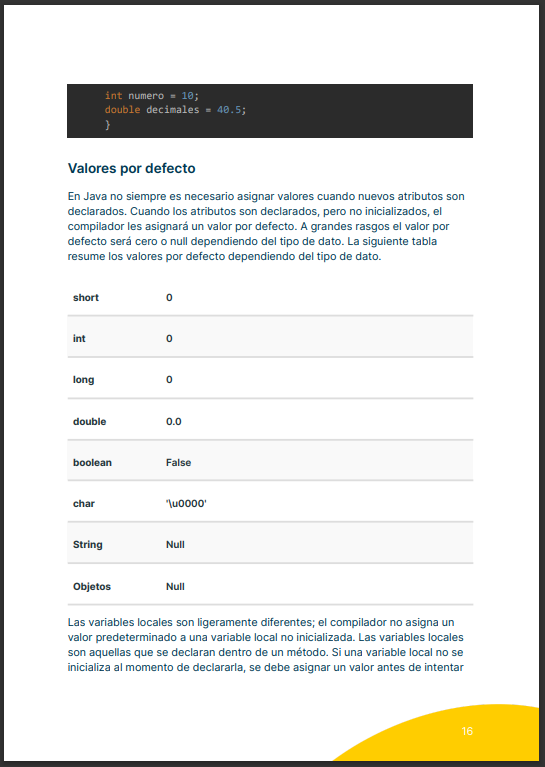 int numero = 10;
double decimales = 40.5;
}
Valores por defecto
En Java no siempre es necesario asignar valores cuando nuevos atributos son
declarados. Cuando los atributos son declarados, pero no inicializados, el
compilador les asignará un valor por defecto. A grandes rasgos el valor por
defecto será cero o null dependiendo del tipo de dato. La siguiente tabla
resume los valores por defecto dependiendo del tipo de dato.
short 0
int 0
long 0
double 0.0
boolean False
char '\u0000'
String Null
Objetos Null
Las variables locales son ligeramente diferentes; el compilador no asigna un
valor predeterminado a una variable local no inicializada. Las variables locales
son aquellas que se declaran dentro de un método. Si una variable local no se
inicializa al momento de declararla, se debe asignar un valor antes de intentar
16